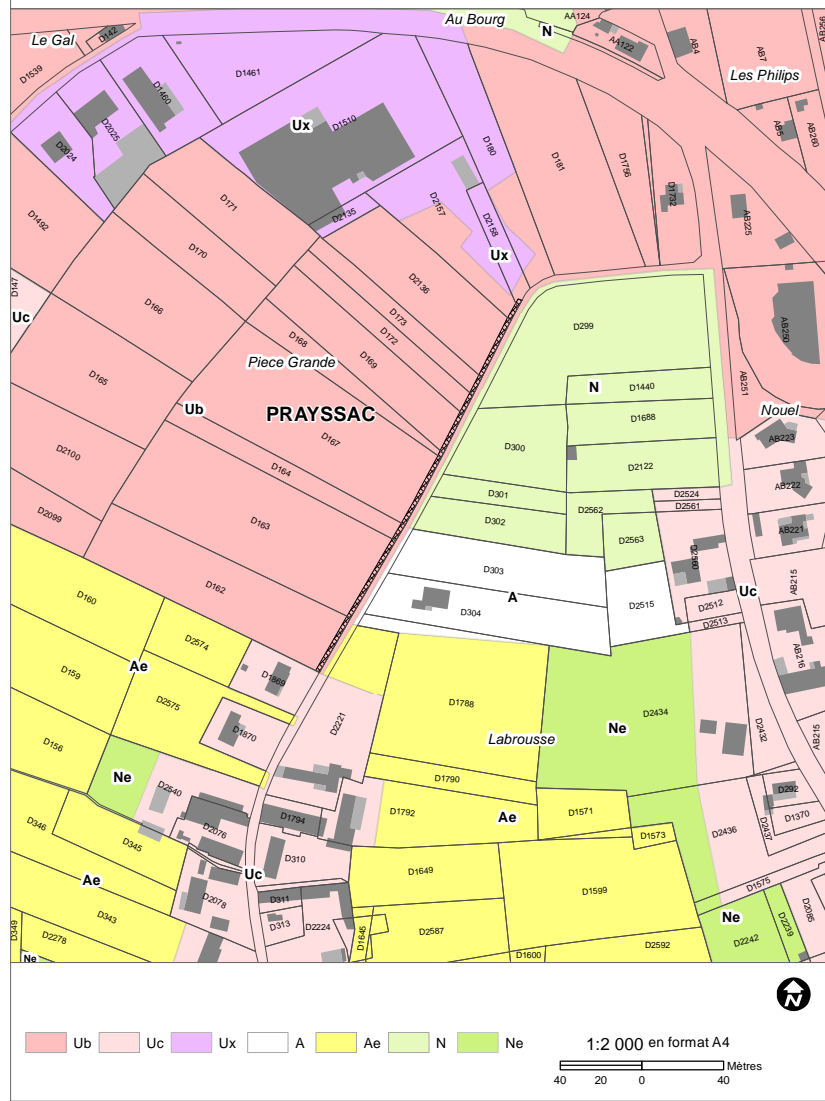 Le Gal
D142
D1539
Au Bourg
N
AA124
AA122
AB4
AB7
AB256
Les Philips
D1461
D1460
D2025
D2024
Ux
D1510
D180
D181
D1756
D1732
AB5
AB260
D1492
D171
D2135
D2157
D2158
Ux
AB225
D170
D2136
D147
Uc
D166
D173
D172
D168
D169
D299
AB250
Piece Grande
D165
N
D1440
AB251
Ub
PRAYSSAC
D1688
Nouel
D167
D300
AB223
D2100
D164
D2122
AB222
D301
D2562
D2524
D2561
D2099
D163
D302
D2563
AB221
D2560
D303
D162
A
D304
D2515
Uc
D2512
D2513
AB215
D160
D2574
Ae
AB216
D159
D1869
D2575
D2221
D1788
D2434
D156
D1870
Labrousse
Ne
D2432
AB215
Ne
D2540
D1790
D292
D346
D2076
D1794
D1792
Ae
D1571
D1370
D2436
D2437
D345
D310
D1573
Ae
Uc
D1649
D1599
D1575
D2078
D311
D343
D313
D2224
D1645
D2587
Ne
D2085
D349
D2278
D2239
D2242
Ne
D1600
D2592
N
Ub
Uc
Ux
A
Ae
N
Ne
1:2 000 en format A4
Mètres
40 20 0 40